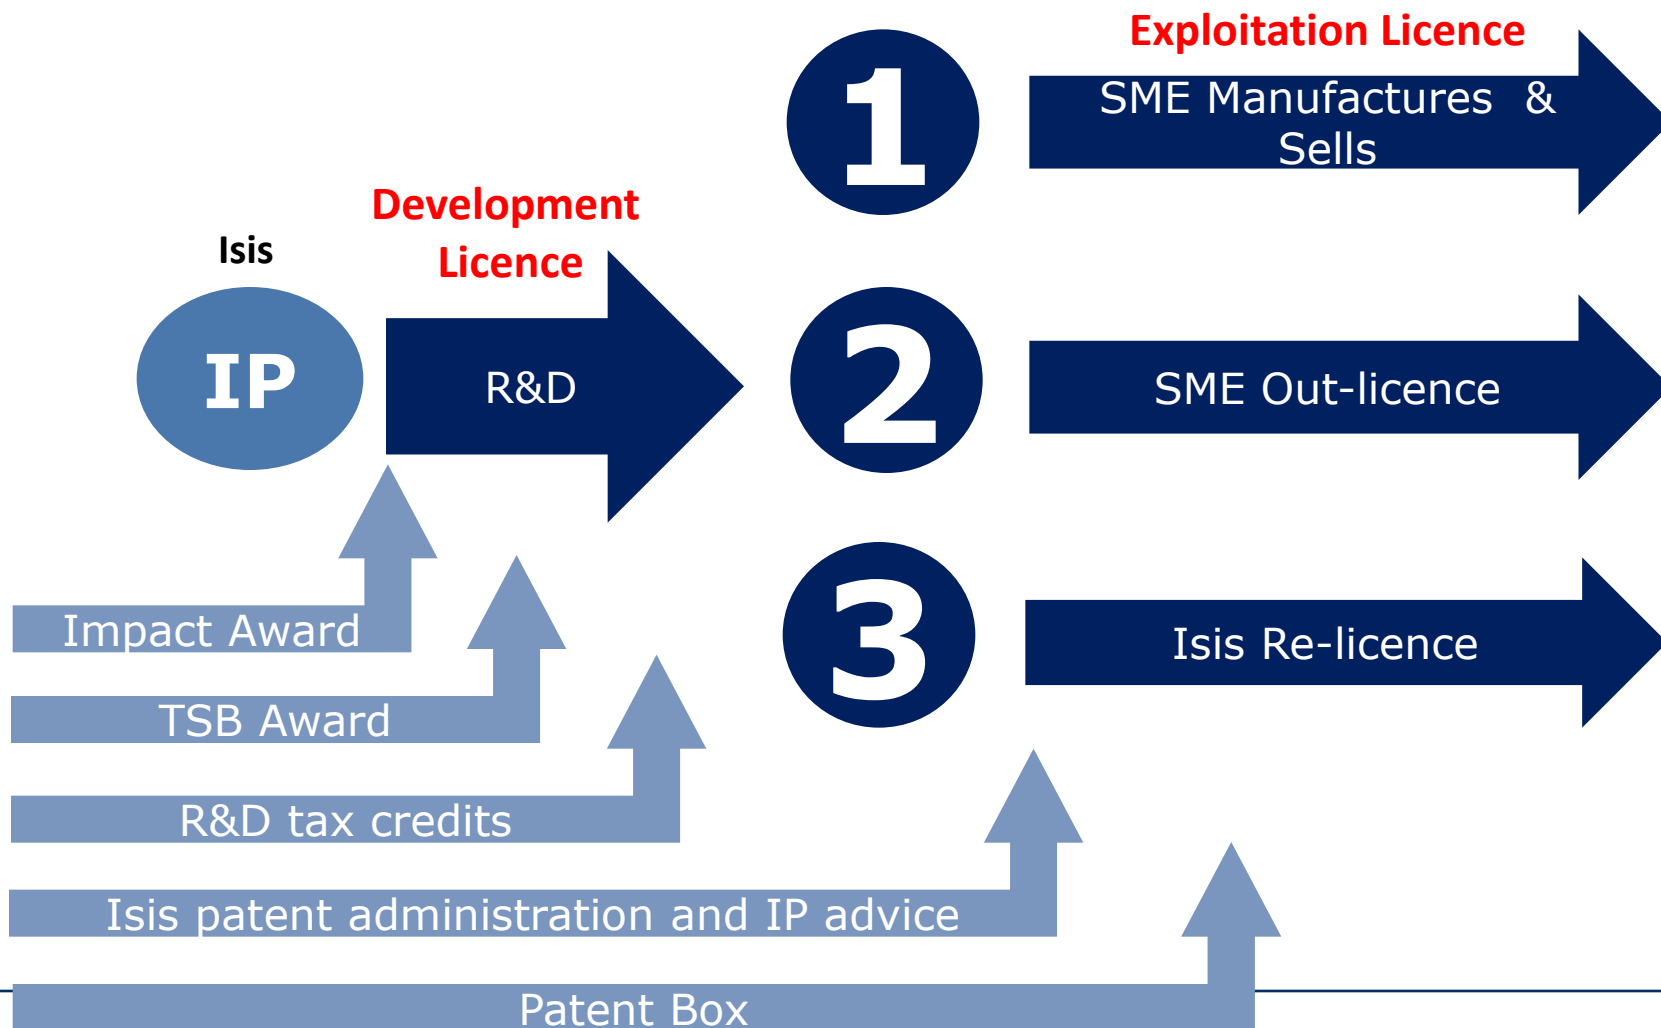 Exploitation Licence
1
SME Manufactures &
Sells
Development
Licence
Isis
IP
R&D
2
SME Out-licence
3
Isis Re-licence
Impact Award
TSB Award
R&D tax credits
Isis patent administration and IP advice
Patent Box